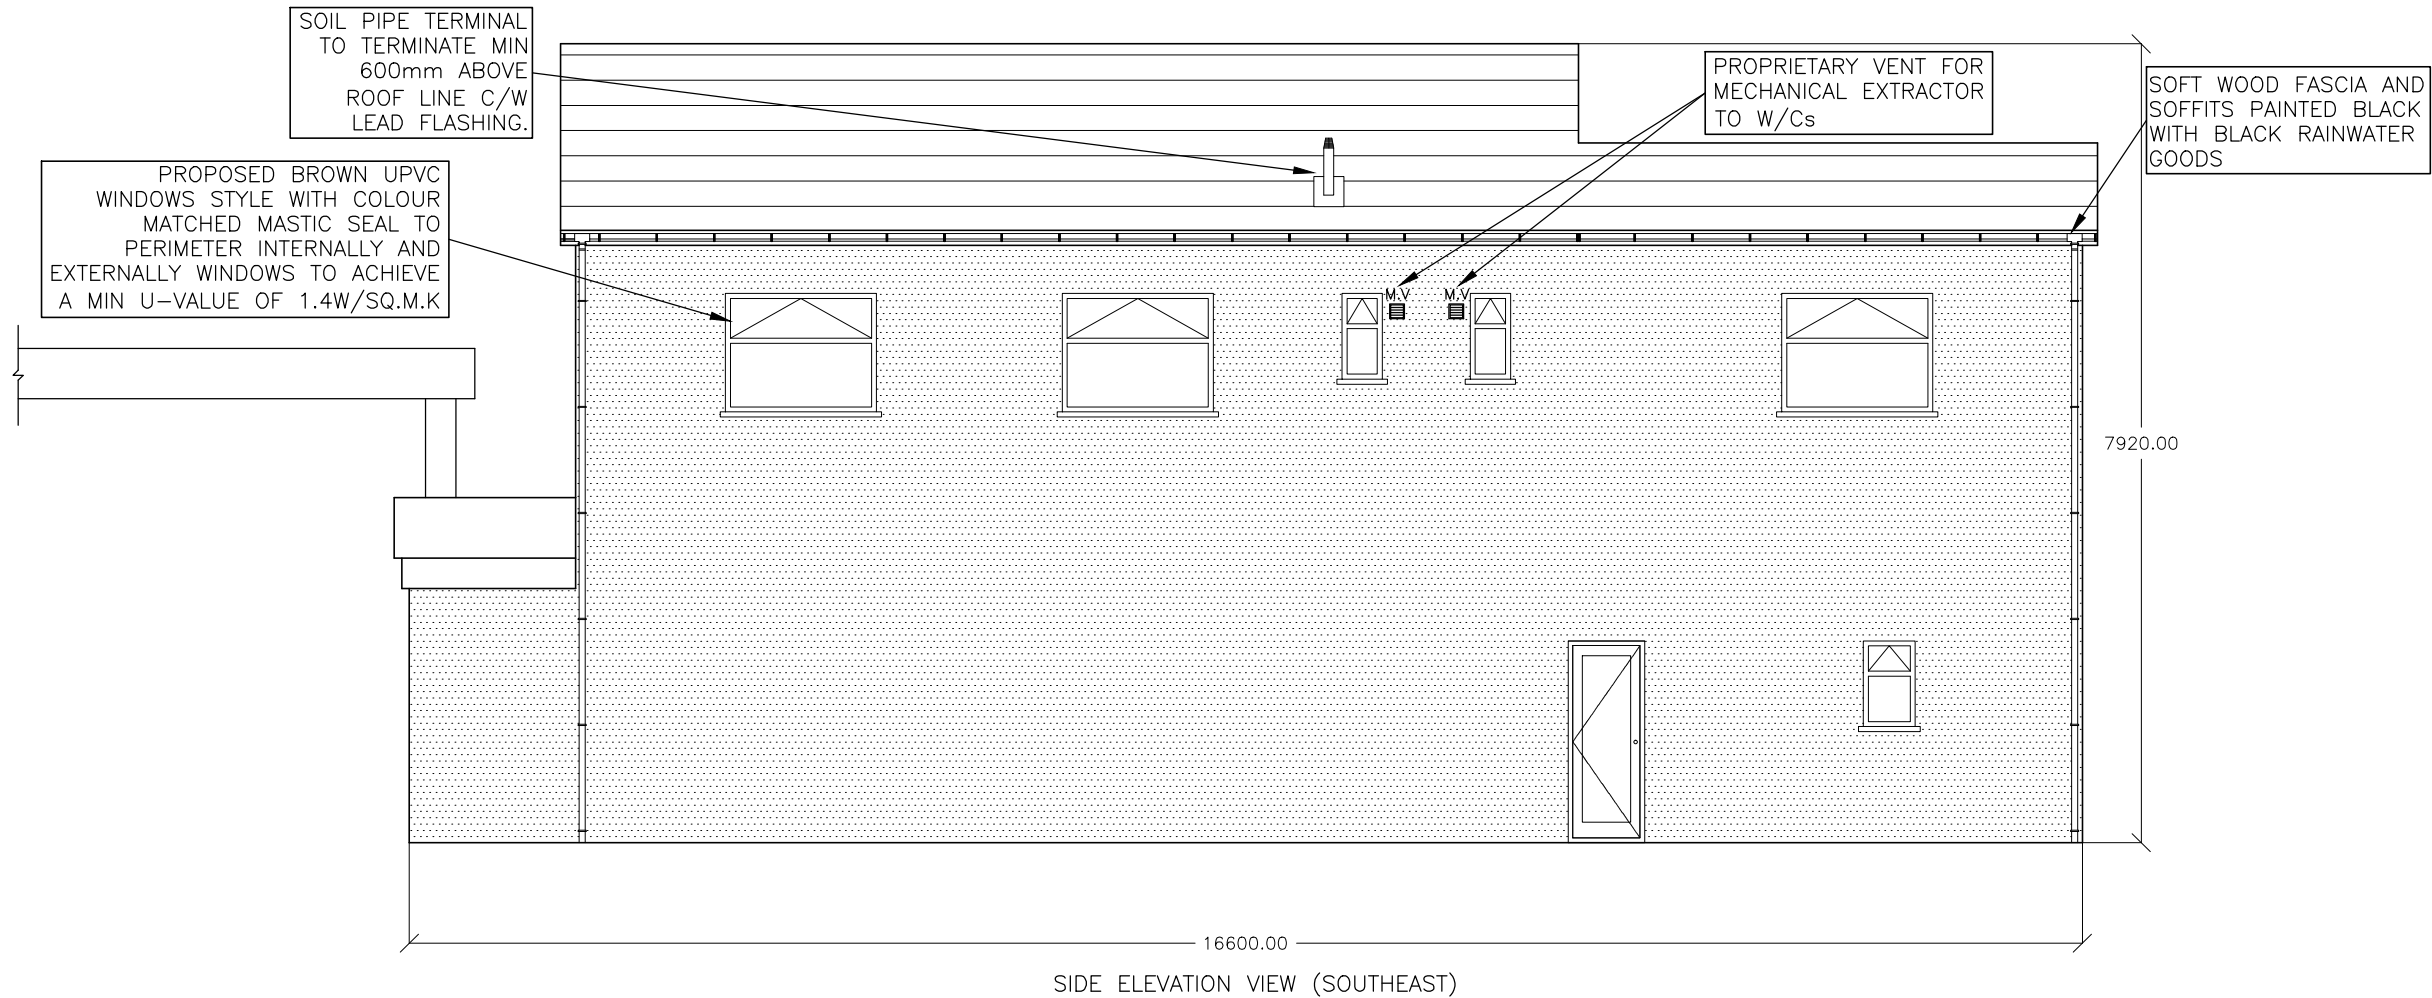 SOIL PIPE TERMINAL
TO TERMINATE MIN
600mm ABOVE
ROOF LINE C/W
LEAD FLASHING.
PROPRIETARY VENT FOR
MECHANICAL EXTRACTOR
TO W/Cs
SOFT WOOD FASCIA AND
SOFFITS PAINTED BLACK
WITH BLACK RAINWATER
GOODS
PROPOSED BROWN UPVC
WINDOWS STYLE WITH COLOUR
MATCHED MASTIC SEAL TO
PERIMETER INTERNALLY AND
EXTERNALLY WINDOWS TO ACHIEVE
A MIN U-VALUE OF 1.4W/SQ.M.K
M.V
M.V
7920.00
16600.00
SIDE ELEVATION VIEW (SOUTHEAST)